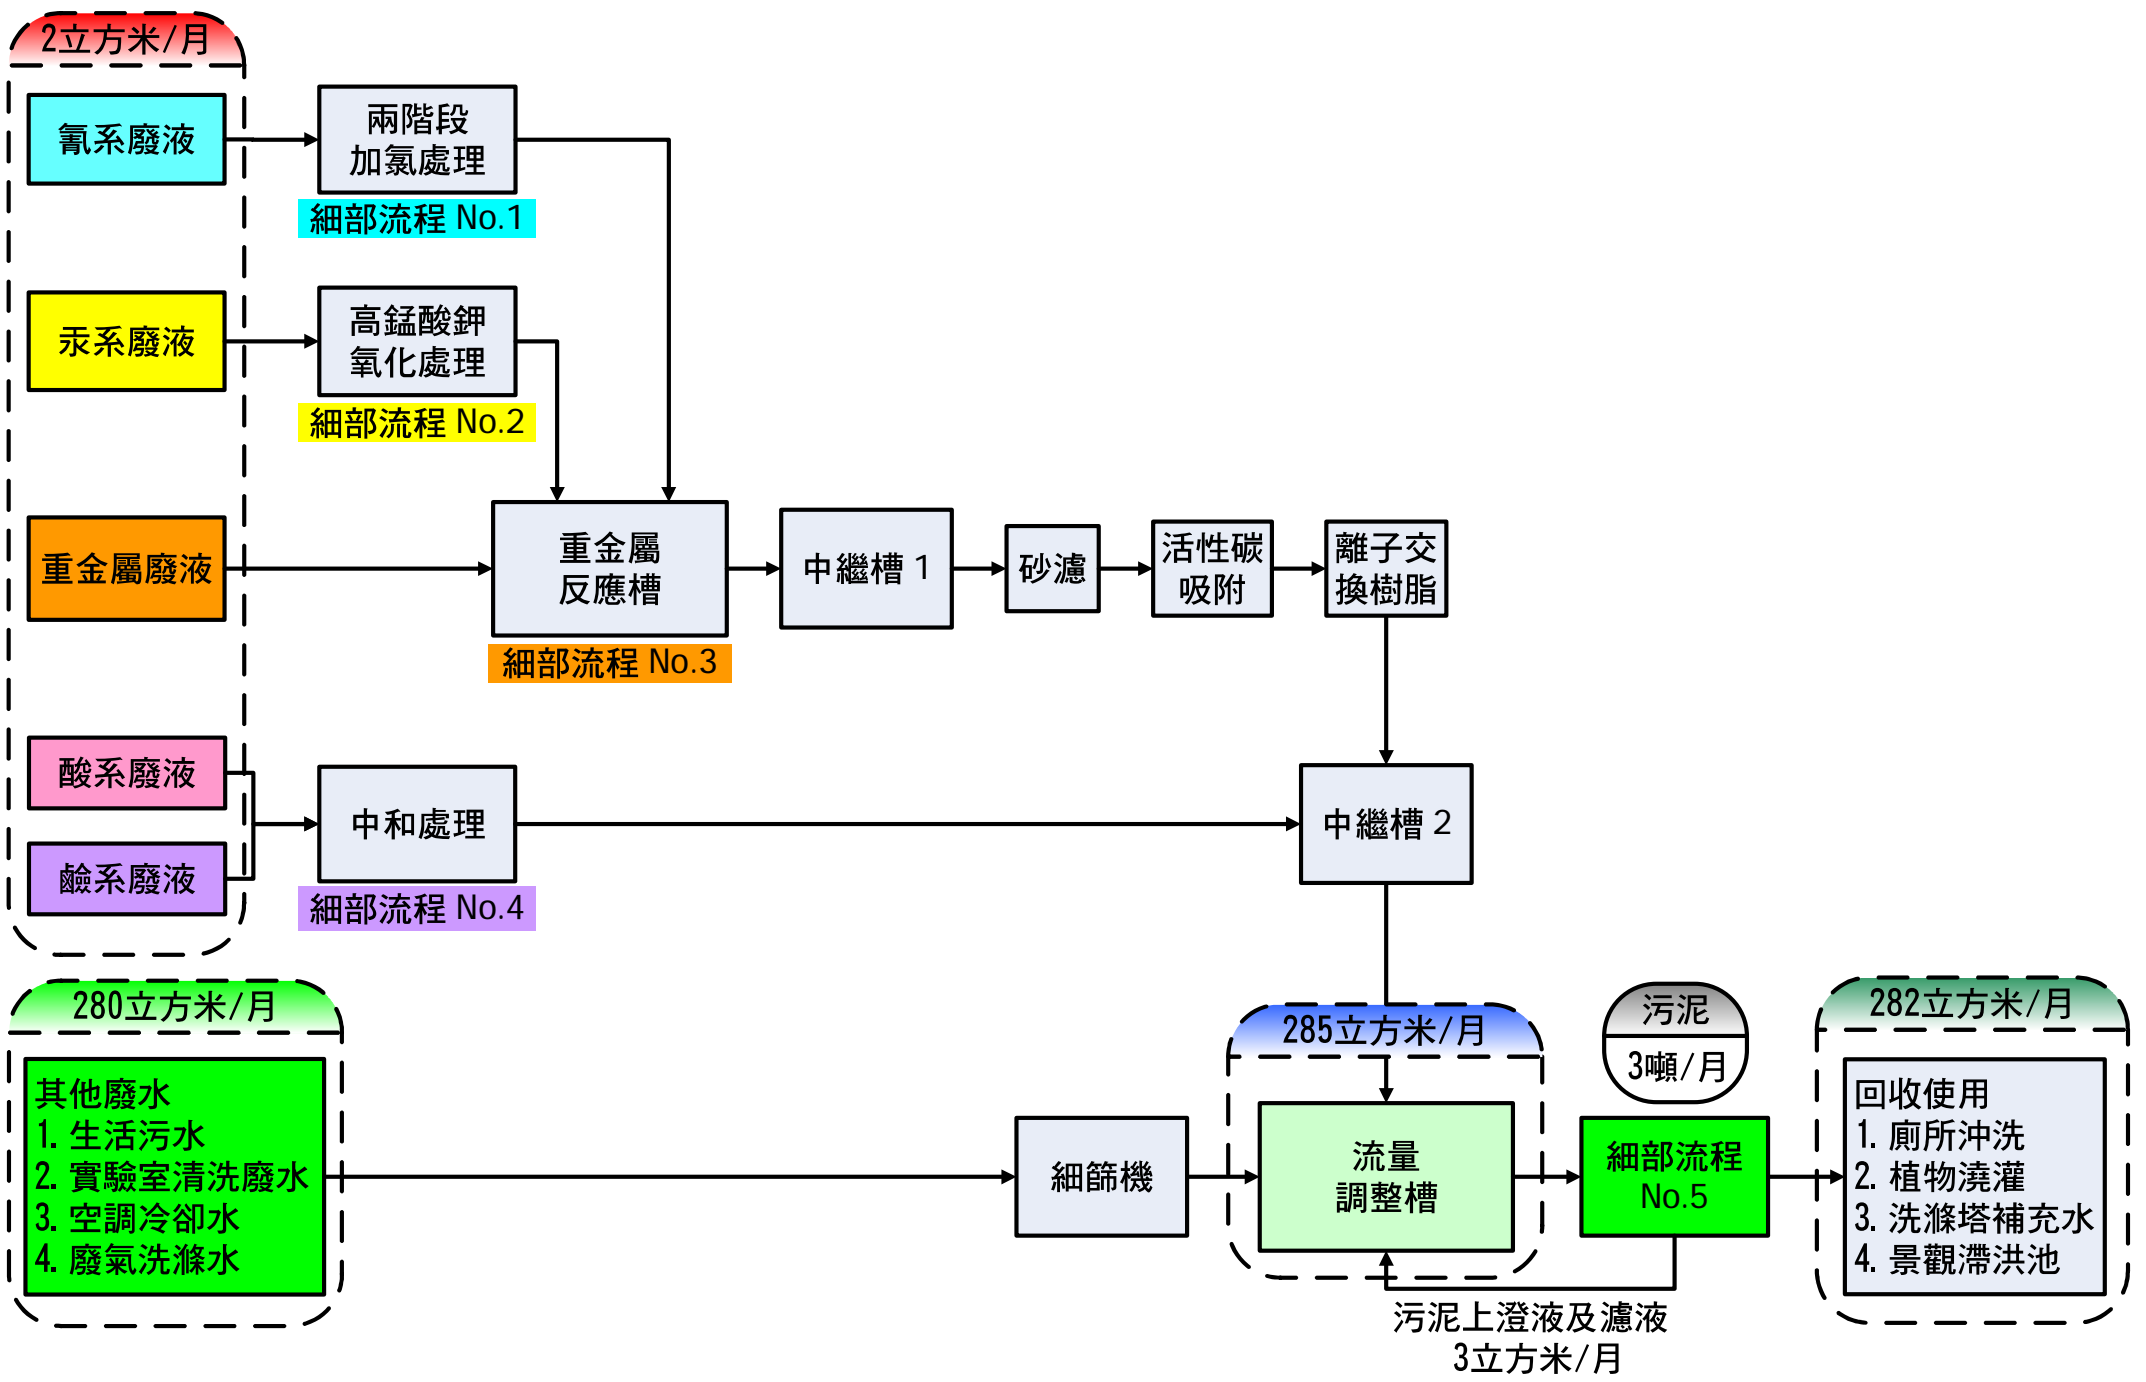 2立方米/月
氰系廢液
兩階段
加氯處理
細部流程 No.1
汞系廢液
高錳酸鉀
氧化處理
細部流程 No.2
重金屬廢液
重金屬
反應槽
細部流程 No.3
中繼槽 1
砂濾
活性碳
吸附
離子交
換樹脂
酸系廢液
鹼系廢液
中和處理
細部流程 No.4
中繼槽 2
280立方米/月
其他廢水
1. 生活污水
2. 實驗室清洗廢水
3. 空調冷卻水
4. 廢氣洗滌水
細篩機
285立方米/月
流量
調整槽
污泥
3噸/月
細部流程
No.5
污泥上澄液及濾液
3立方米/月
282立方米/月
回收使用
1. 廁所沖洗
2. 植物澆灌
3. 洗滌塔補充水
4. 景觀滯洪池